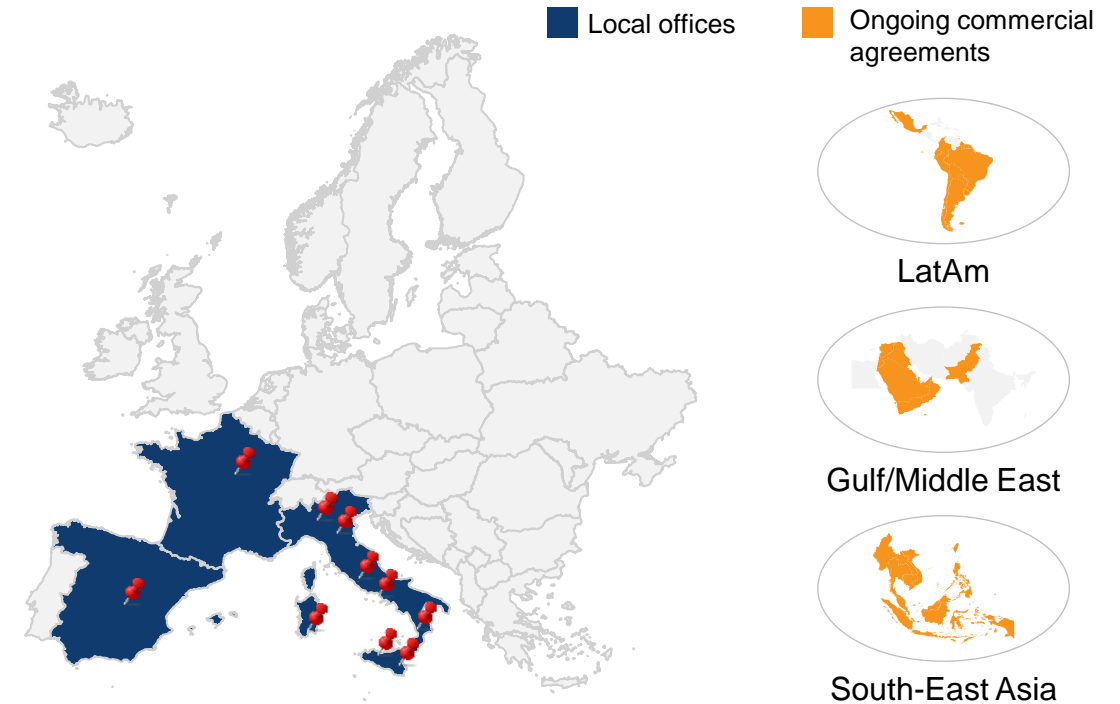 Local offices
Ongoing commercial
agreements
LatAm
Gulf/Middle East
South-East Asia